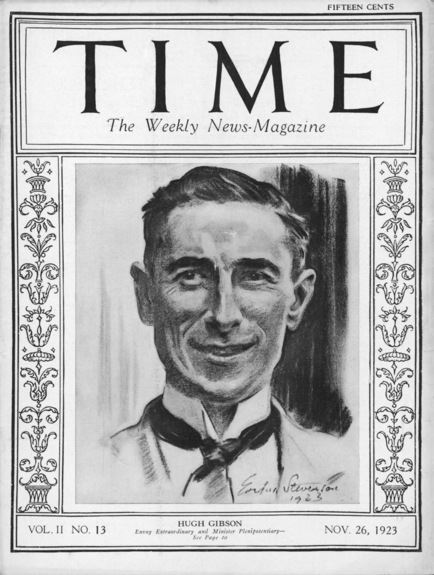 FIFTEEN CENTS
TIME
The Weekly News-Magazine
Stevenson
1923
VOL. II NO. 13
HUGH GIBSON
Envoy Extraordinary and Minister Plenipotentiary—
See Page 10
NOV. 26, 1923